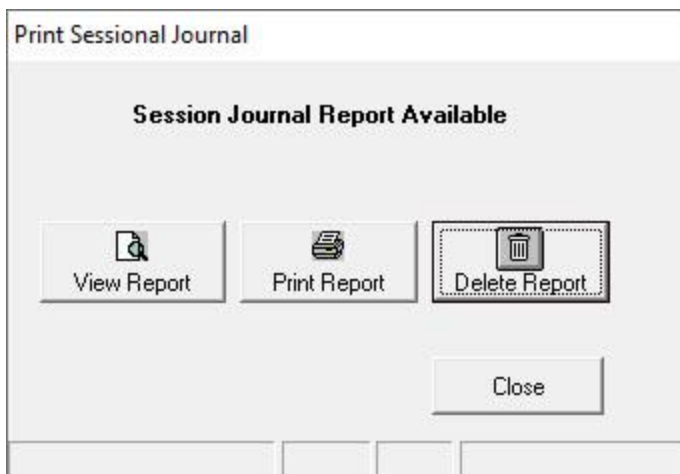 Print Sessional Journal
Session Journal Report Available
View Report
Print Report
Delete Report
Close